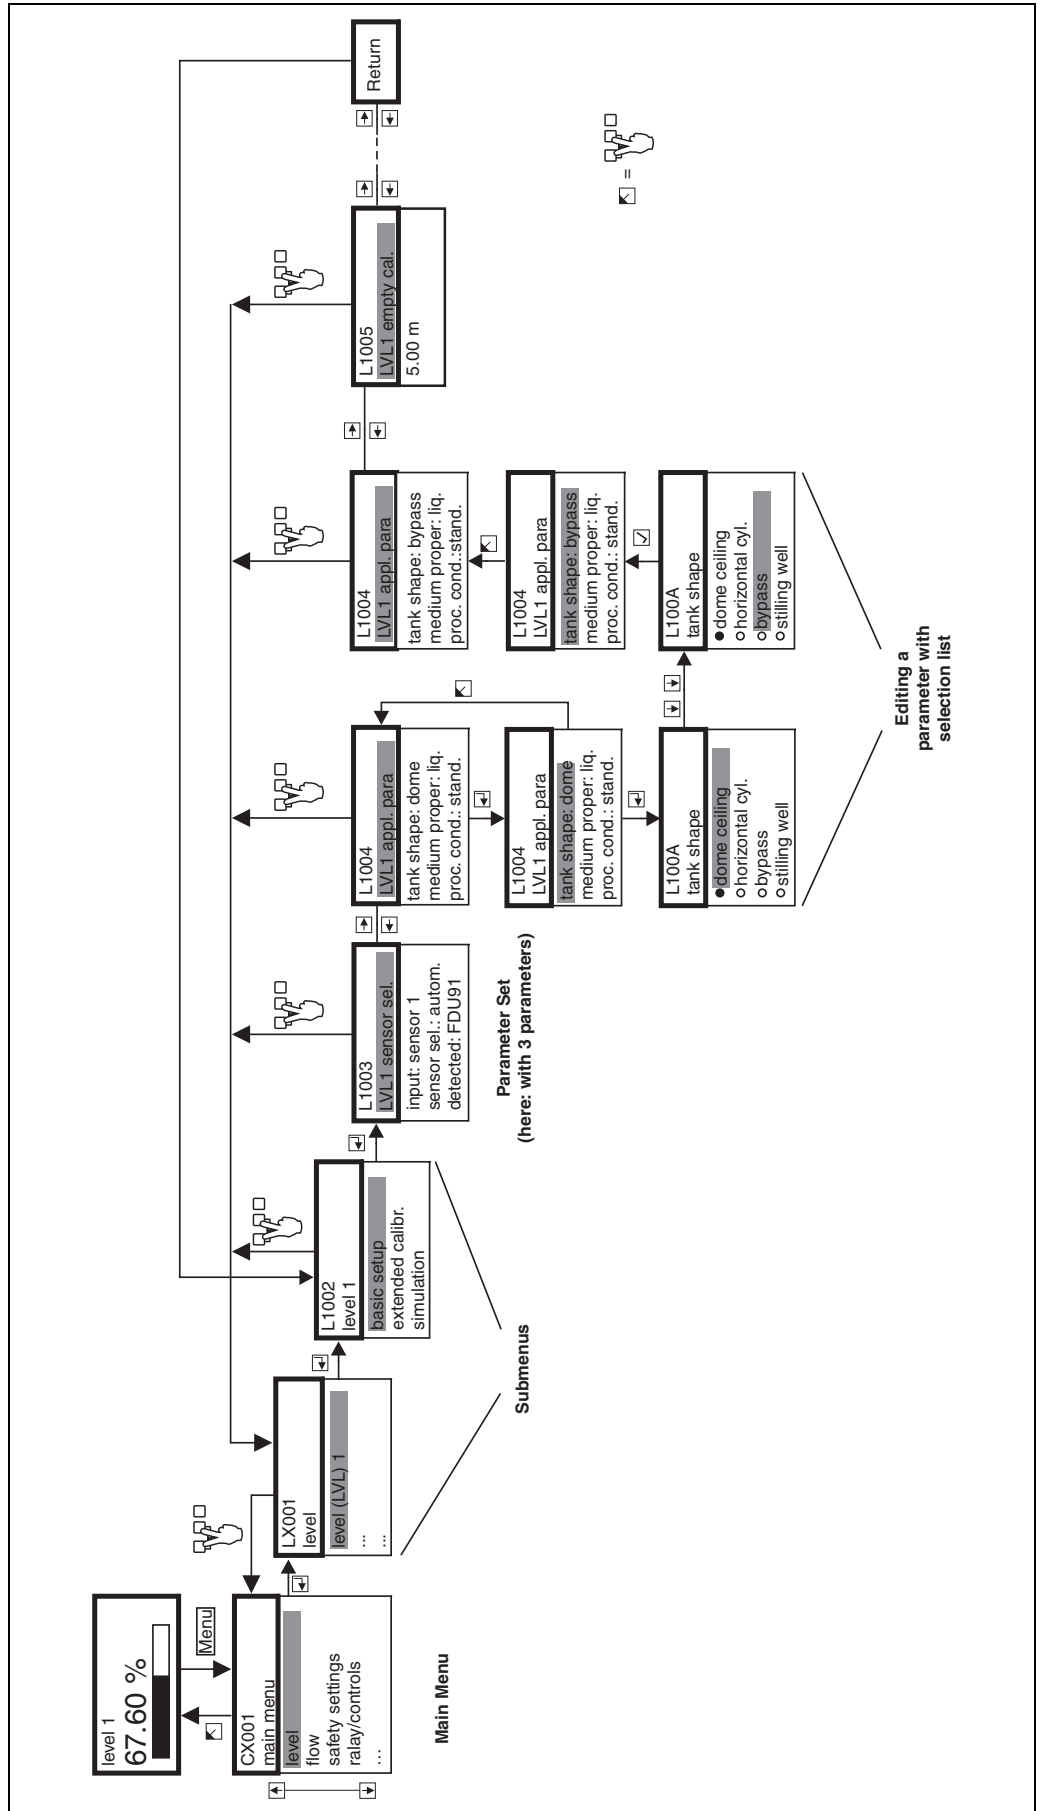 level 1
67.60 %
Menu
CX001
main menu
level
flow
safety settings
ralay/controls
...
Main Menu
LX001
level
level (LVL) 1
...
...
L1002
level 1
basic setup
extended calibr.
simulation
Submenus
L1003
LVL1 sensor sel.
input: sensor 1
sensor sel.: autom.
detected: FDU91
Parameter Set
(here: with 3 parameters)
L1004
LVL1 appl. para
tank shape: dome
medium proper: liq.
proc. cond.: stand.
L1004
LVL1 appl. para
tank shape: dome
medium proper: liq.
proc. cond.: stand.
L100A
tank shape
dome ceiling
horizontal cyl.
bypass
stilling well
L100A
tank shape
dome ceiling
horizontal cyl.
bypass
stilling well
L1004
LVL1 appl. para
tank shape: bypass
medium proper: liq.
proc. cond.: stand.
L1004
LVL1 appl. para
tank shape: bypass
medium proper: liq.
proc. cond.:stand.
Editing a
parameter with
selection list
L1005
LVL1 empty cal.
5.00 m
Return
=